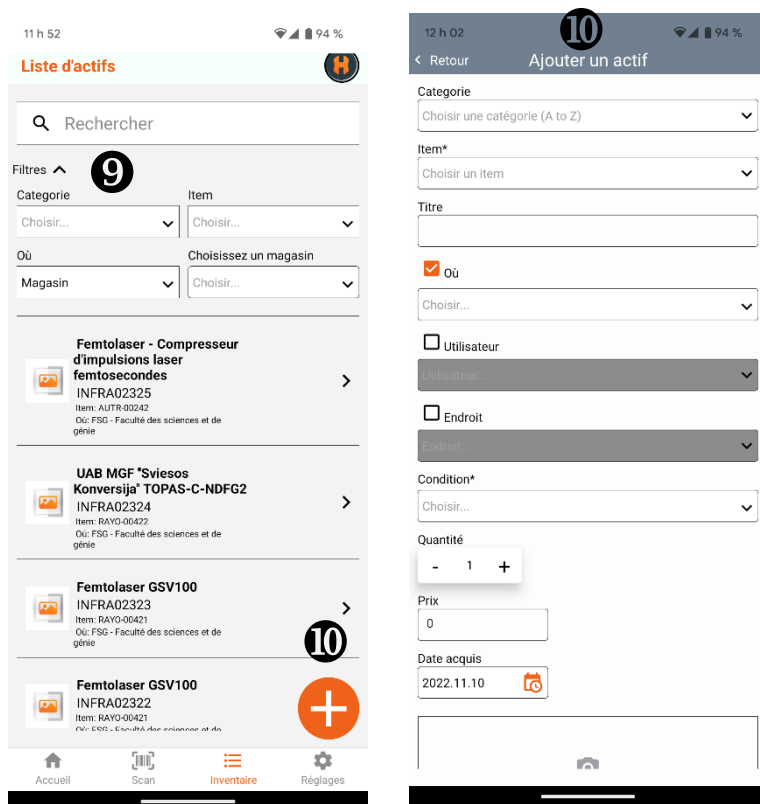 11 h 52
94 %
Liste d'actifs
H
Rechercher
Filtres
9
Categorie
Item
Choisir...
Choisir...
Où
Choisissez un magasin
Magasin
Choisir...
Femtolaser - Compresseur
d'impulsions laser
femtosecondes
INFRA02325
Item: AUTR-00242
Où: FSG - Faculté des sciences et de
génie
UAB MGF "Sviesos
Konversija" TOPAS-C-NDFG2
INFRA02324
Item: RAYO-00422
Où: FSG - Faculté des sciences et de
génie
Femtolaser GSV100
INFRA02323
Item: RAYO-00421
Où: FSG - Faculté des sciences et de
génie
10
Femtolaser GSV100
INFRA02322
Item: RAYO-00421
Où: FSG - Faculté des sciences et de
Accueil
Scan
Inventaire
Réglages
12 h 02
10
94 %
Retour
Ajouter un actif
Categorie
Choisir une catégorie (A to Z)
Item*
Choisir un item
Titre
Où
Choisir...
Utilisateur
Utilisateur...
Endroit
Endroit...
Condition*
Choisir...
Quantité
- 1 +
Prix
0
Date acquis
2022.11.10